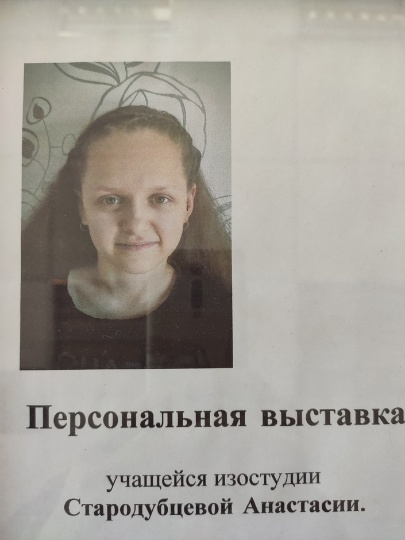 Персональная выставка
учащейся изостудии
Стародубцевой Анастасии.